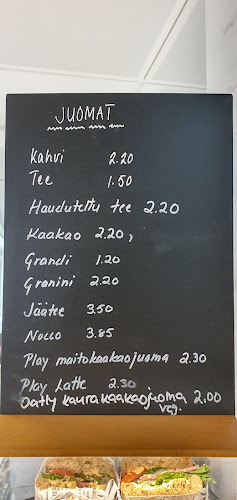 JUOMAT
Kahvi 2.20
Tee 1.50
Haudutettu tee 2.20
Kaakao 2.20,
Grandi 1.20
Granini 2.20
Jäätee 3.50
Nocco 3.85
Play maitokaakaojuoma 2.30
Play Latte 2.30
Oatly kaurakaakaojuoma 2,00
veg.